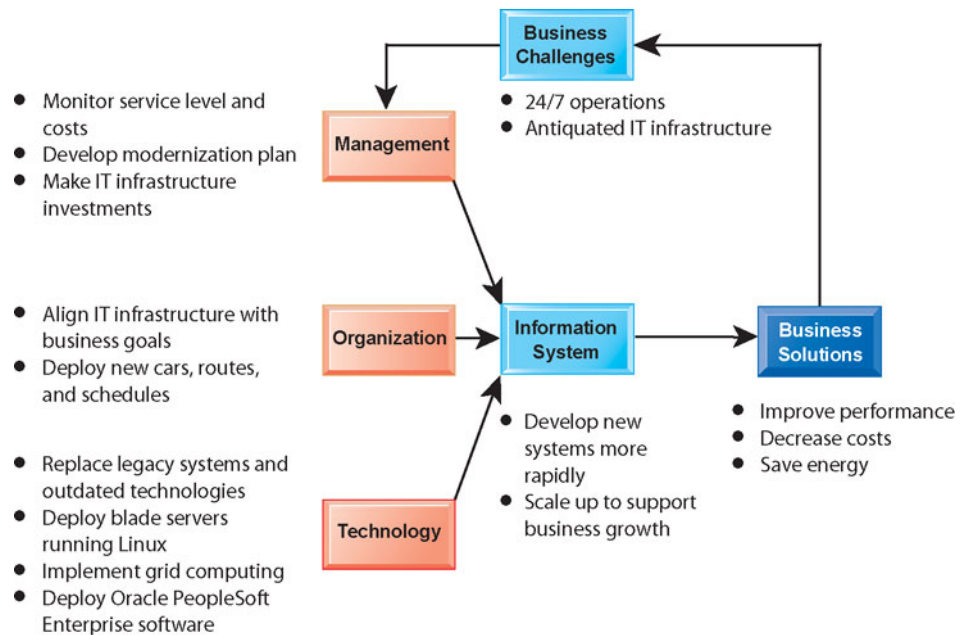 Business
Challenges
• 24/7 operations
• Antiquated IT infrastructure
• Monitor service level and
costs
• Develop modernization plan
• Make IT infrastructure
investments
Management
• Align IT infrastructure with
business goals
• Deploy new cars, routes,
and schedules
Organization
Information
System
• Develop new
systems more
rapidly
• Scale up to support
business growth
Business
Solutions
• Improve performance
• Decrease costs
• Save energy
• Replace legacy systems and
outdated technologies
• Deploy blade servers
running Linux
• Implement grid computing
• Deploy Oracle PeopleSoft
Enterprise software
Technology